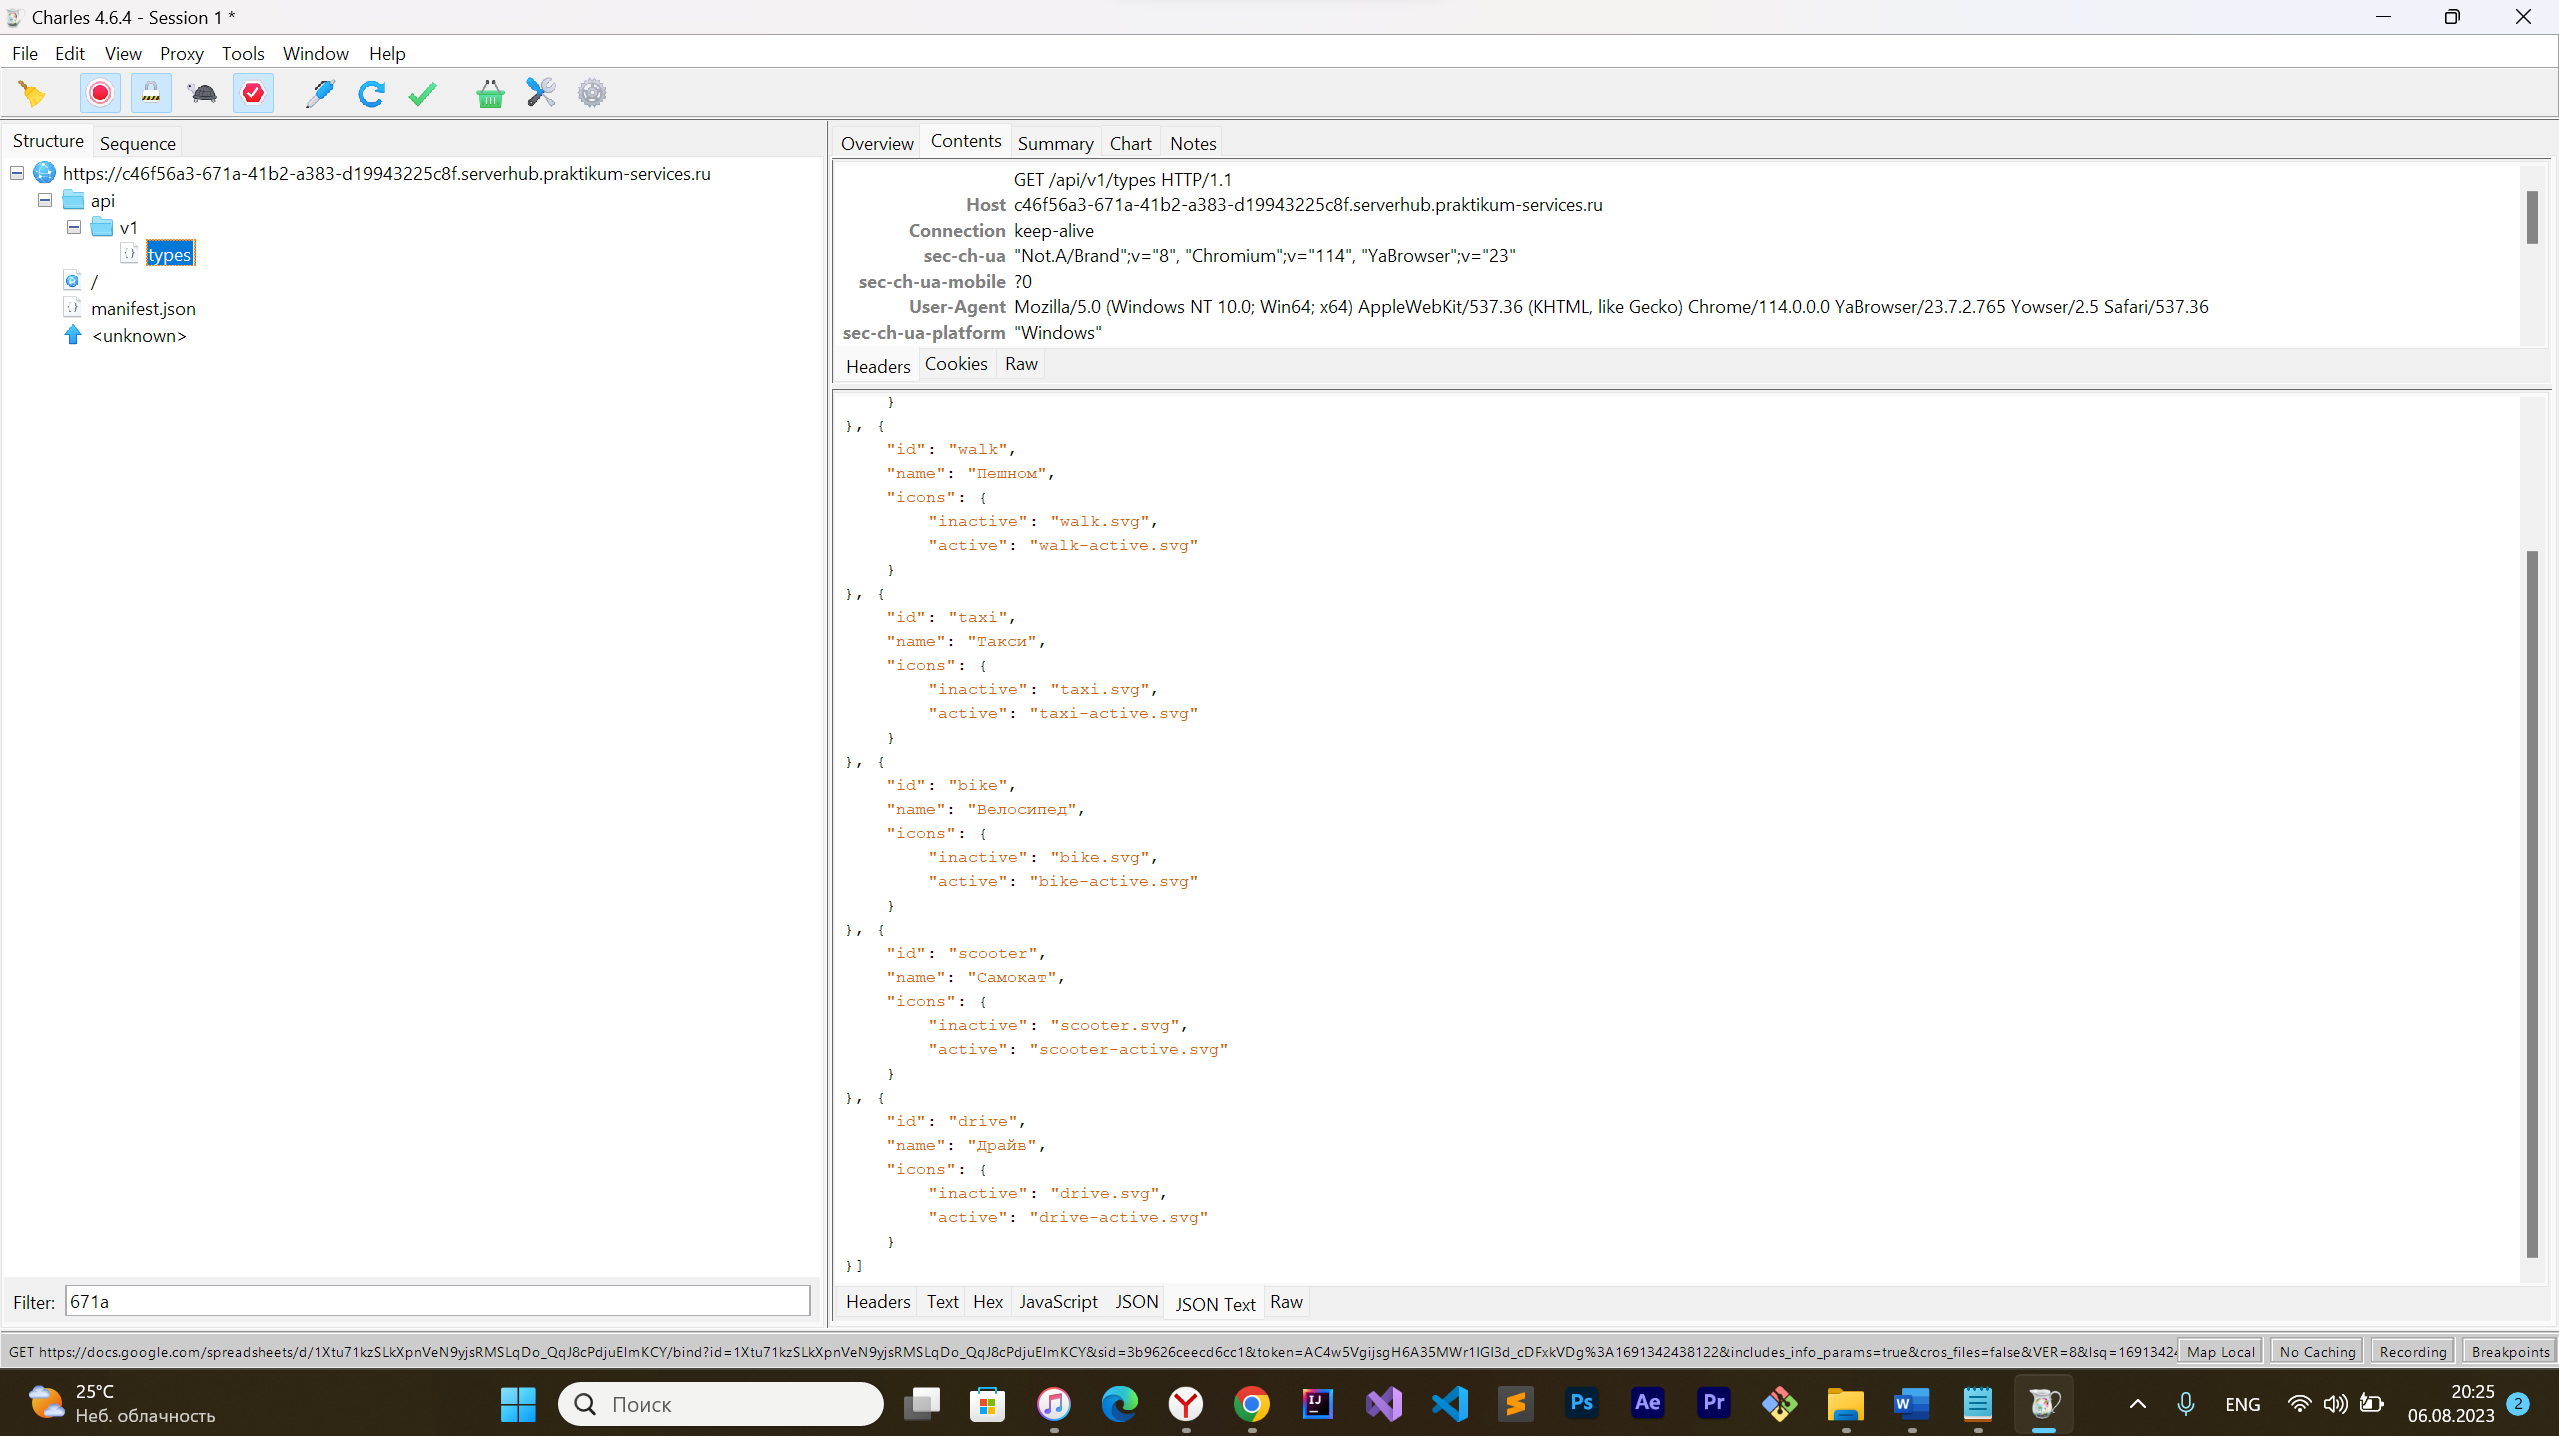 Charles 4.6.4 - Session 1 *
File Edit View Proxy Tools Window Help
Structure Sequence
https://c46f56a3-671a-41b2-a383-d19943225c8f.serverhub.praktikum-services.ru
api
v1
types
/
manifest.json
<unknown>
Filter: 671a
Overview Contents Summary Chart Notes
GET /api/v1/types HTTP/1.1
Host c46f56a3-671a-41b2-a383-d19943225c8f.serverhub.praktikum-services.ru
Connection keep-alive
sec-ch-ua "Not.A/Brand";v="8", "Chromium";v="114", "YaBrowser";v="23"
sec-ch-ua-mobile ?0
User-Agent Mozilla/5.0 (Windows NT 10.0; Win64; x64) AppleWebKit/537.36 (KHTML, like Gecko) Chrome/114.0.0.0 YaBrowser/23.7.2.765 Yowser/2.5 Safari/537.36
sec-ch-ua-platform "Windows"
Headers Cookies Raw
}
}, {
"id": "walk",
"name": "Пешном",
"icons": {
"inactive": "walk.svg",
"active": "walk-active.svg"
}
}, {
"id": "taxi",
"name": "Такси",
"icons": {
"inactive": "taxi.svg",
"active": "taxi-active.svg"
}
}, {
"id": "bike",
"name": "Велосипед",
"icons": {
"inactive": "bike.svg",
"active": "bike-active.svg"
}
}, {
"id": "scooter",
"name": "Самокат",
"icons": {
"inactive": "scooter.svg",
"active": "scooter-active.svg"
}
}, {
"id": "drive",
"name": "Драйв",
"icons": {
"inactive": "drive.svg",
"active": "drive-active.svg"
}
}]
Headers Text Hex JavaScript JSON JSON Text Raw
GET https://docs.google.com/spreadsheets/d/1Xtu71kzSLkXpnVeN9yjsRMSLqDo_QqJ8cPdjuElmKCY/bind?id=1Xtu71kzSLkXpnVeN9yjsRMSLqDo_QqJ8cPdjuElmKCY&sid=3b9626ceecd6cc1&token=AC4w5VgijsgH6A35MWr1IGl3d_cDFxkVDg%3A1691342438122&includes_info_params=true&cros_files=false&VER=8&lsq=16913424 Map Local No Caching Recording Breakpoints
25°C
Неб. облачность
Поиск
IJ
Ps
Ae
Pr
W
ENG
20:25
06.08.2023
2